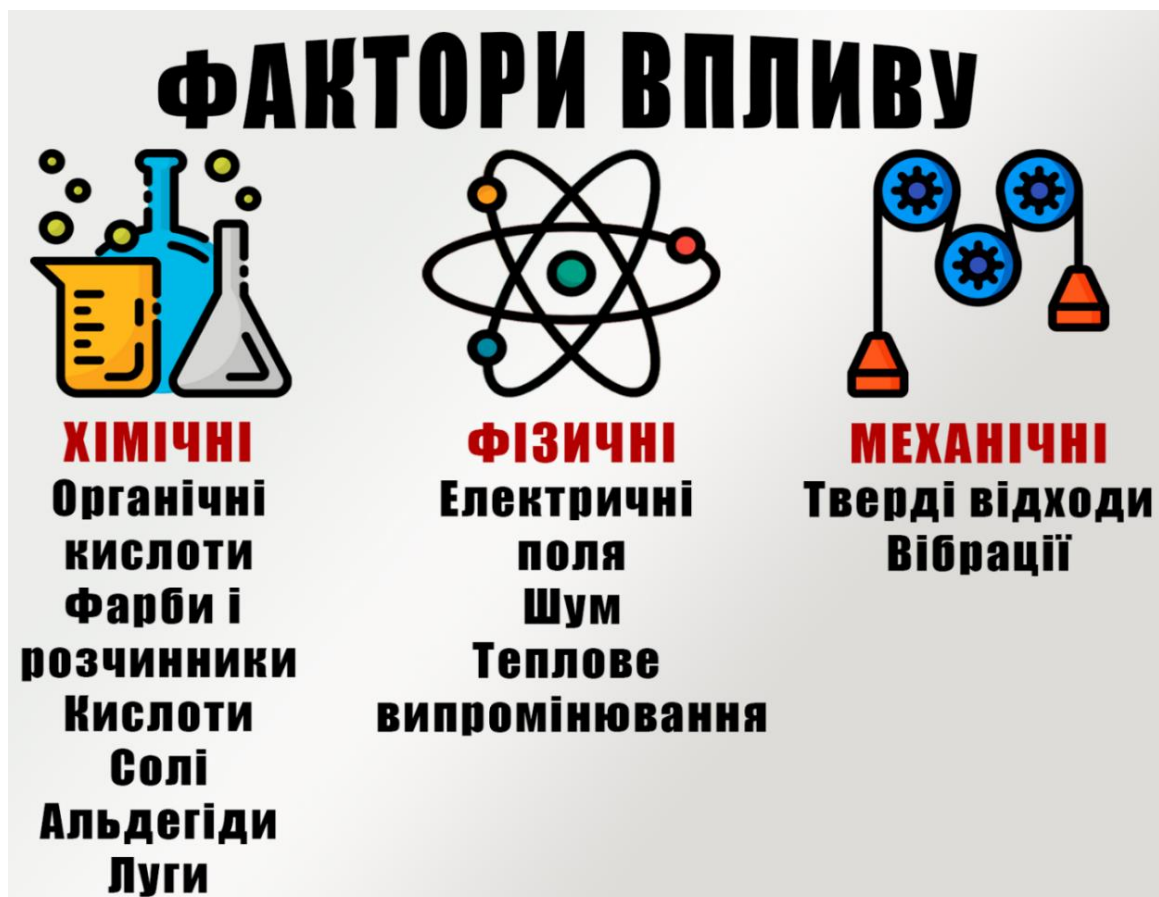 ФАКТОРИ ВПЛИВУ
ХІМІЧНІ
Органічні
кислоти
Фарби і
розчинники
Кислоти
Солі
Альдегіди
Луги
ФІЗИЧНІ
Електричні
поля
Шум
Теплове
випромінювання
МЕХАНІЧНІ
Тверді відходи
Вібрації